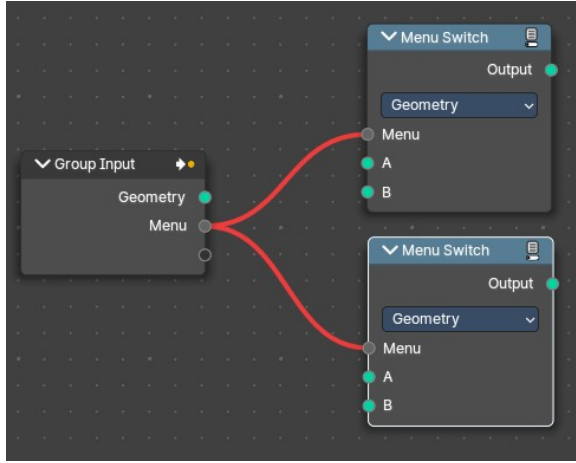 Group Input
Geometry
Menu
Menu Switch
Output
Geometry
Menu
A
B
Menu Switch
Output
Geometry
Menu
A
B